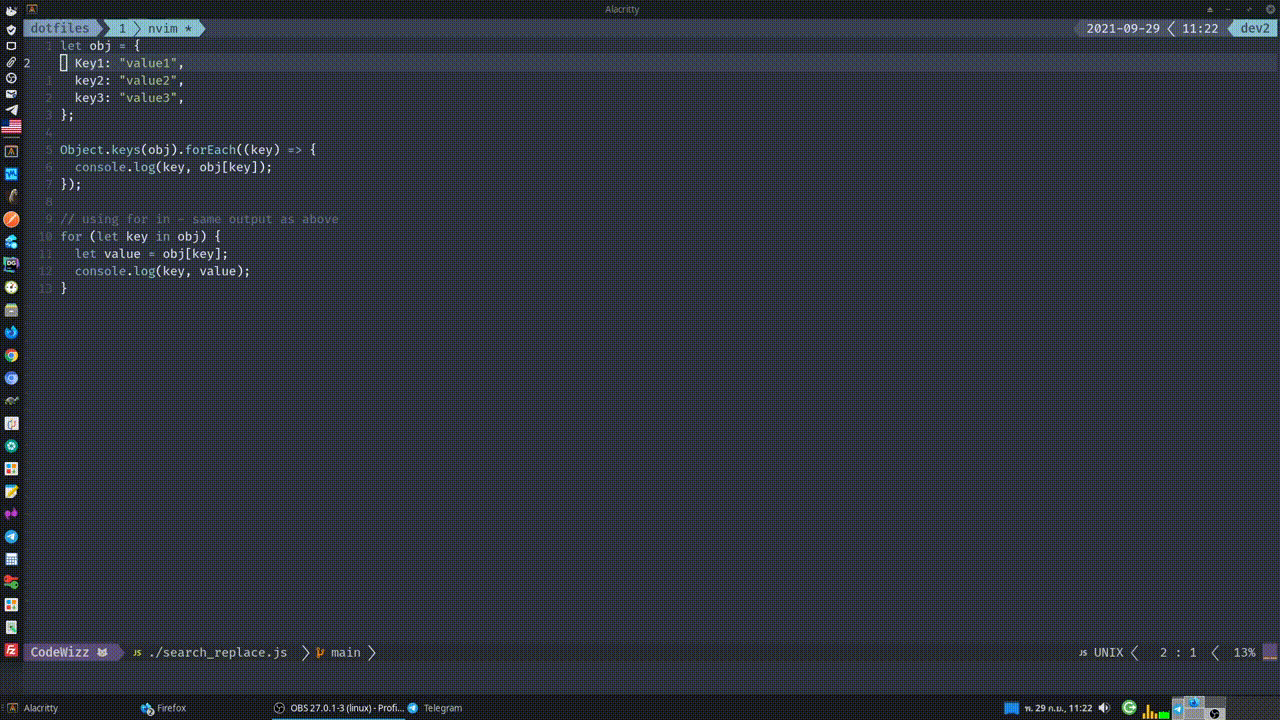 Alacritty
dotfiles 1 nvim ★ 2021-09-29 11:22 dev2
1 let obj = {
2 Key1: "value1",
1 key2: "value2",
2 key3: "value3",
3 };
4
5 Object.keys(obj).forEach((key) => {
6 console.log(key, obj[key]);
7 });
8
9 // using for in - same output as above
10 for (let key in obj) {
11 let value = obj[key];
12 console.log(key, value);
13 }
CodeWizz JS ./search_replace.js main JS UNIX 2 : 1 13%
Alacritty Firefox OBS 27.0.1-3 (linux) - Profi... Telegram พ. 29 ก.ย., 11:22